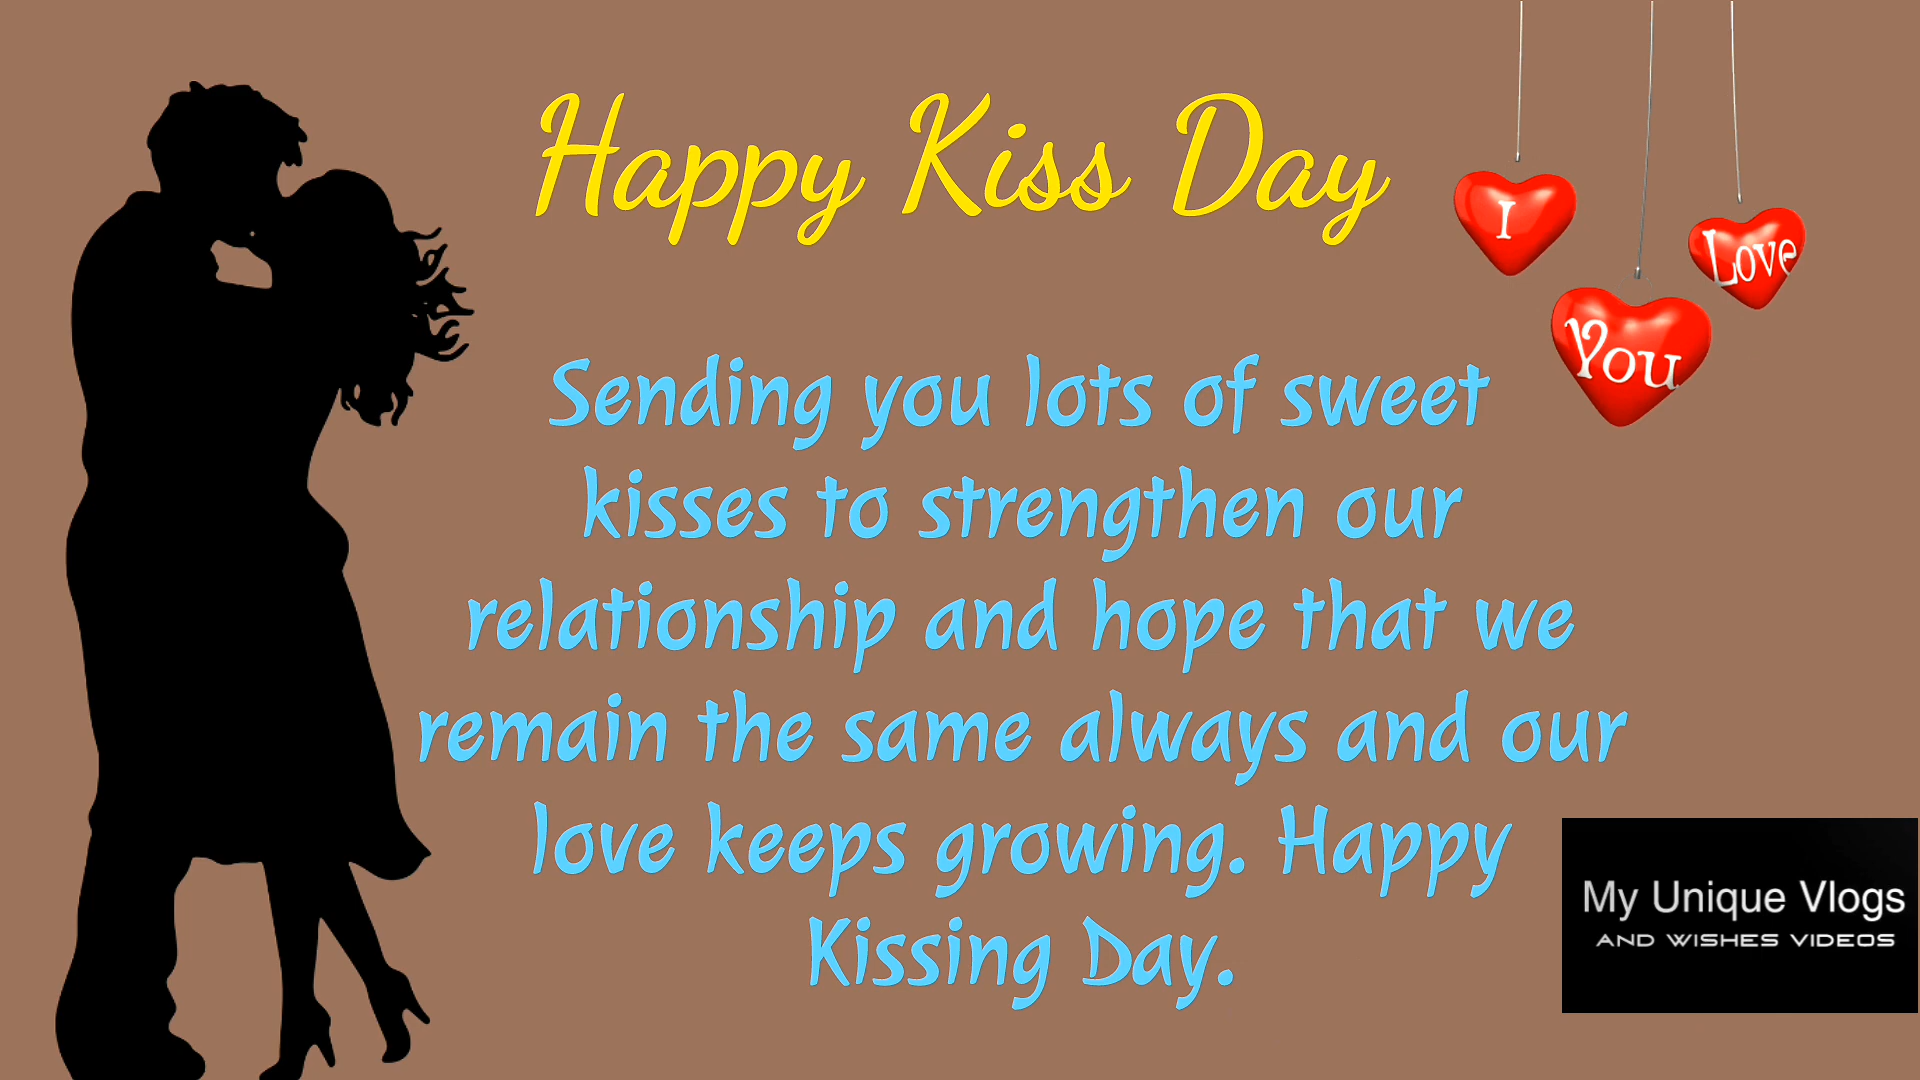 Happy Kiss Day
I
Love
You
Sending you lots of sweet
kisses to strengthen our
relationship and hope that we
remain the same always and our
love keeps growing. Happy
Kissing Day.
My Unique Vlogs
AND WISHES VIDEOS